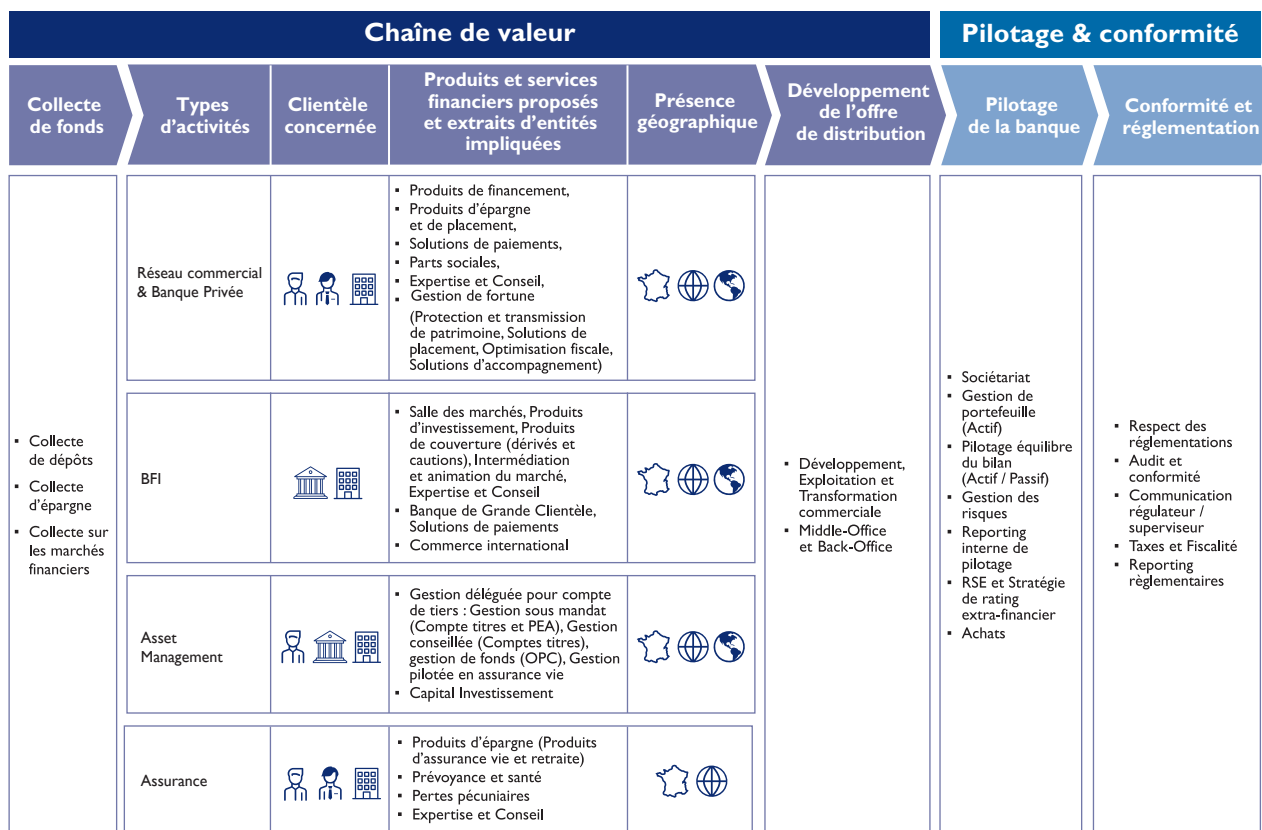 Chaîne de valeur
Pilotage & conformité
Collecte
de fonds
Types
d'activités
Clientèle
concernée
Produits et services
financiers proposés
et extraits d'entités
impliquées
Présence
géographique
Développement
de l'offre
de distribution
Pilotage
de la banque
Conformité et
réglementation
▪ Collecte
de dépôts
▪ Collecte
d'épargne
▪ Collecte sur
les marchés
financiers
Réseau commercial
& Banque Privée
▪ Produits de financement,
▪ Produits d'épargne
et de placement,
▪ Solutions de paiements,
▪ Parts sociales,
▪ Expertise et Conseil,
▪ Gestion de fortune
(Protection et transmission
de patrimoine, Solutions de
placement, Optimisation fiscale,
Solutions d'accompagnement)
BFI
▪ Salle des marchés, Produits
d'investissement, Produits
de couverture (dérivés et
cautions), Intermédiation
et animation du marché,
Expertise et Conseil
▪ Banque de Grande Clientèle,
Solutions de paiements
▪ Commerce international
Asset
Management
▪ Gestion déléguée pour compte
de tiers : Gestion sous mandat
(Compte titres et PEA), Gestion
conseillée (Comptes titres),
gestion de fonds (OPC), Gestion
pilotée en assurance vie
▪ Capital Investissement
Assurance
▪ Produits d'épargne (Produits
d'assurance vie et retraite)
▪ Prévoyance et santé
▪ Pertes pécuniaires
▪ Expertise et Conseil
▪ Développement,
Exploitation et
Transformation
commerciale
▪ Middle-Office
et Back-Office
▪ Sociétariat
▪ Gestion de
portefeuille
(Actif)
▪ Pilotage équilibre
du bilan
(Actif / Passif)
▪ Gestion des
risques
▪ Reporting
interne de
pilotage
▪ RSE et Stratégie
de rating
extra-financier
▪ Achats
▪ Respect des
réglementations
▪ Audit et
conformité
▪ Communication
régulateur /
superviseur
▪ Taxes et Fiscalité
▪ Reporting
règlementaires